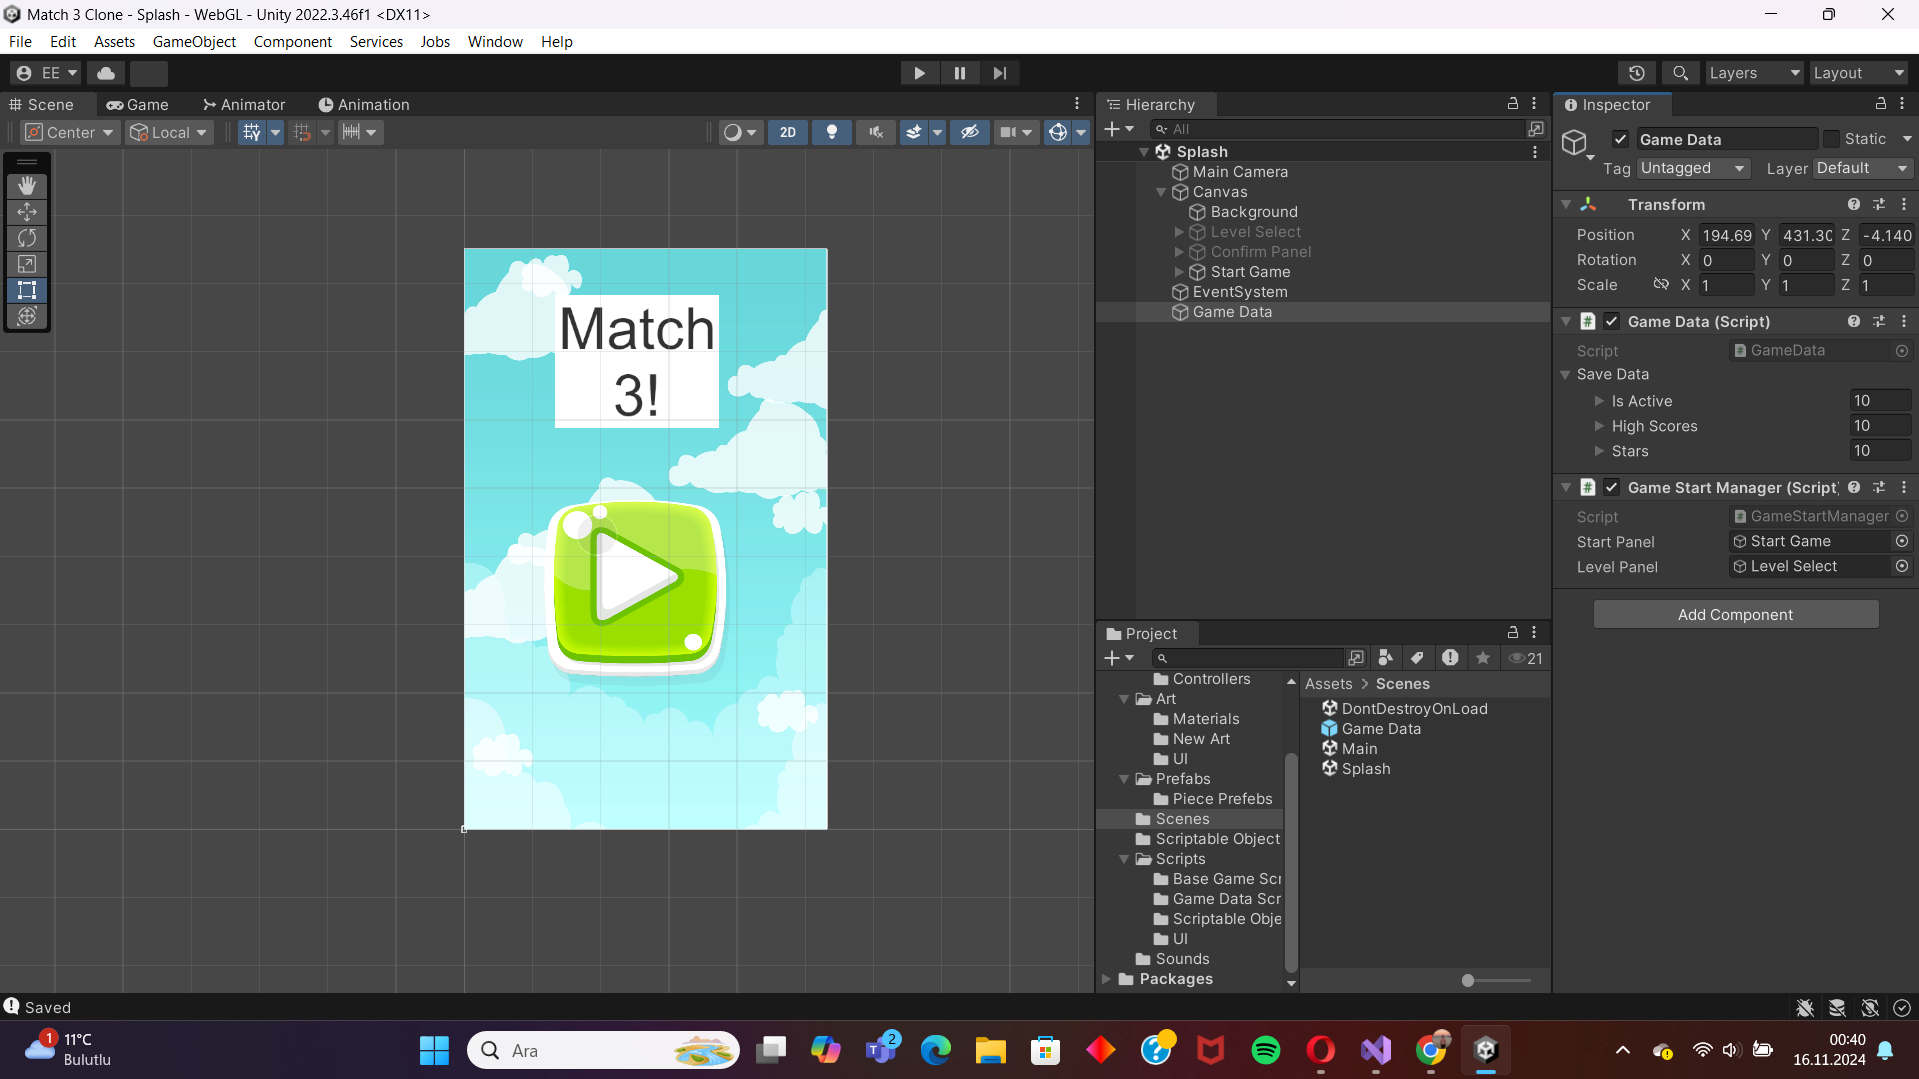 Match 3 Clone - Splash - WebGL - Unity 2022.3.46f1 <DX11>
File Edit Assets GameObject Component Services Jobs Window Help
EE
Layers Layout
Scene Game Animator Animation
Center Local 2D
Match
3!
Hierarchy
All
Splash
Main Camera
Canvas
Background
Level Select
Confirm Panel
Start Game
EventSystem
Game Data
Project
21
Controllers
Art
Materials
New Art
UI
Prefabs
Piece Prefebs
Scenes
Scriptable Object
Scripts
Base Game Scr
Game Data Scr
Scriptable Obje
UI
Sounds
Packages
Assets > Scenes
DontDestroyOnLoad
Game Data
Main
Splash
Inspector
Game Data Static
Tag Untagged Layer Default
Transform
Position X 194.69 Y 431.30 Z -4.140
Rotation X 0 Y 0 Z 0
Scale X 1 Y 1 Z 1
Game Data (Script)
Script GameData
Save Data
Is Active 10
High Scores 10
Stars 10
Game Start Manager (Script)
Script GameStartManager
Start Panel Start Game
Level Panel Level Select
Add Component
Saved
1
11°C
Bulutlu
Ara
2
00:40
16.11.2024